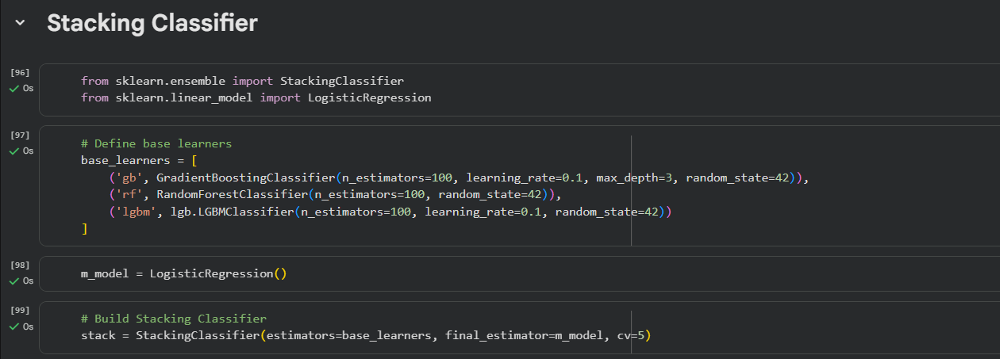 Stacking Classifier
[96]
0s
from sklearn.ensemble import StackingClassifier
from sklearn.linear_model import LogisticRegression
[97]
0s
# Define base learners
base_learners = [
('gb', GradientBoostingClassifier(n_estimators=100, learning_rate=0.1, max_depth=3, random_state=42)),
('rf', RandomForestClassifier(n_estimators=100, random_state=42)),
('lgbm', lgb.LGBMClassifier(n_estimators=100, learning_rate=0.1, random_state=42))
]
[98]
0s
m_model = LogisticRegression()
[99]
0s
# Build Stacking Classifier
stack = StackingClassifier(estimators=base_learners, final_estimator=m_model, cv=5)